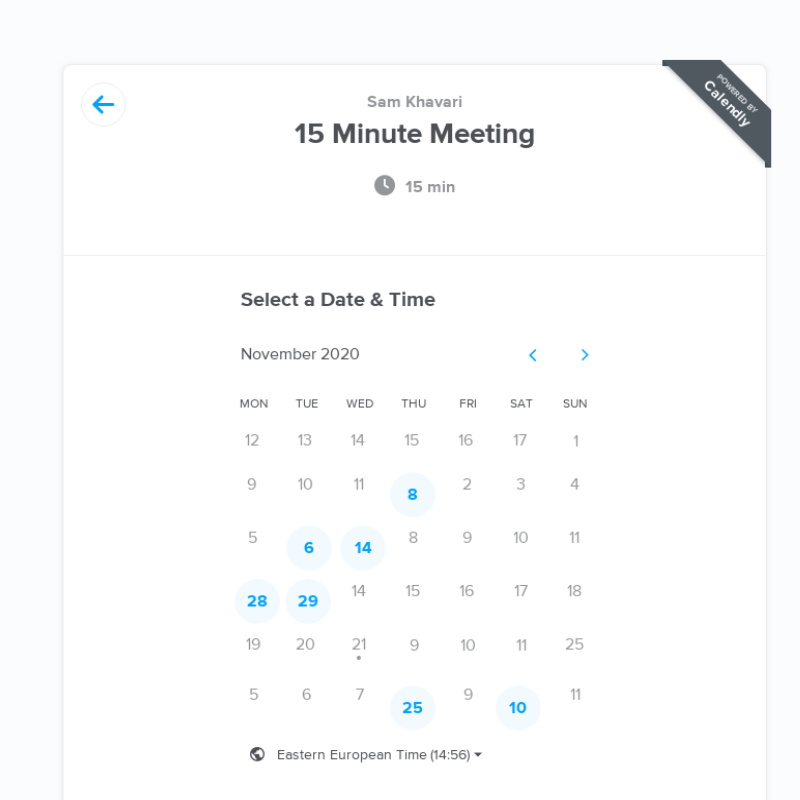 POWERED BY
Calendly
Sam Khavari
15 Minute Meeting
15 min
Select a Date & Time
November 2020
MON TUE WED THU FRI SAT SUN
12 13 14 15 16 17 1
9 10 11 8 2 3 4
5 6 14 8 9 10 11
28 29 14 15 16 17 18
19 20 21 9 10 11 25
5 6 7 25 9 10 11
Eastern European Time (14:56)